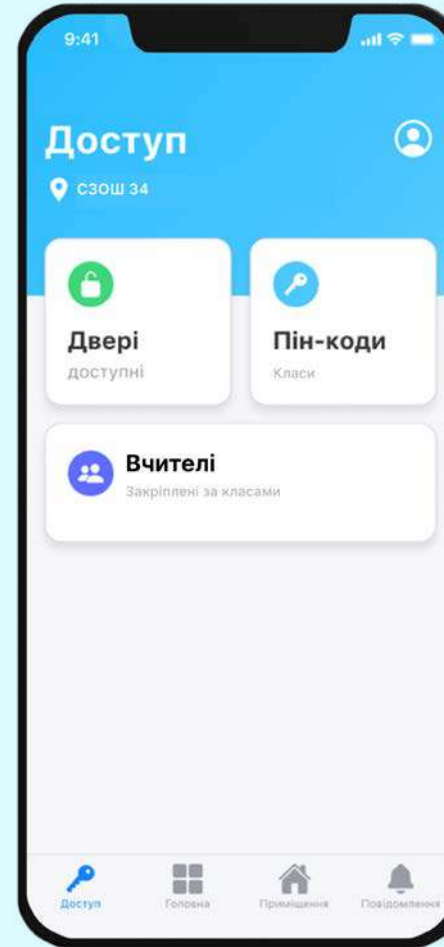 9:41
Доступ
СЗОШ 34
Двері
доступні
Пін-коди
Класи
Вчителі
Закріплені за класами
Доступ
Головна
Приміщення
Повідомлення